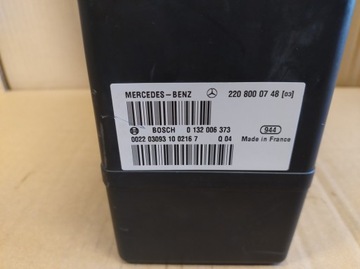 MERCEDES-BENZ 220 800 07 48 [03]
BOSCH 0 132 006 373 944
0022 03093 10 0216 7 Q 04 Made in France